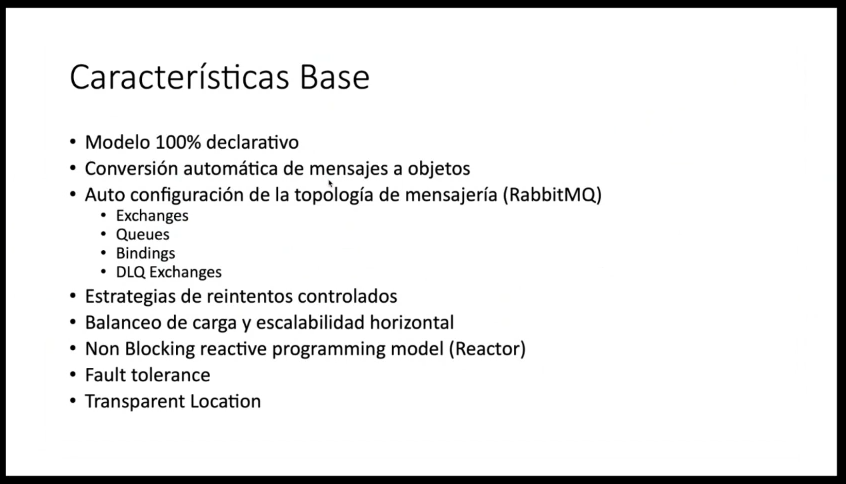 Características Base
• Modelo 100% declarativo
• Conversión automática de mensajes a objetos
• Auto configuración de la topología de mensajería (RabbitMQ)
• Exchanges
• Queues
• Bindings
• DLQ Exchanges
• Estrategias de reintentos controlados
• Balanceo de carga y escalabilidad horizontal
• Non Blocking reactive programming model (Reactor)
• Fault tolerance
• Transparent Location